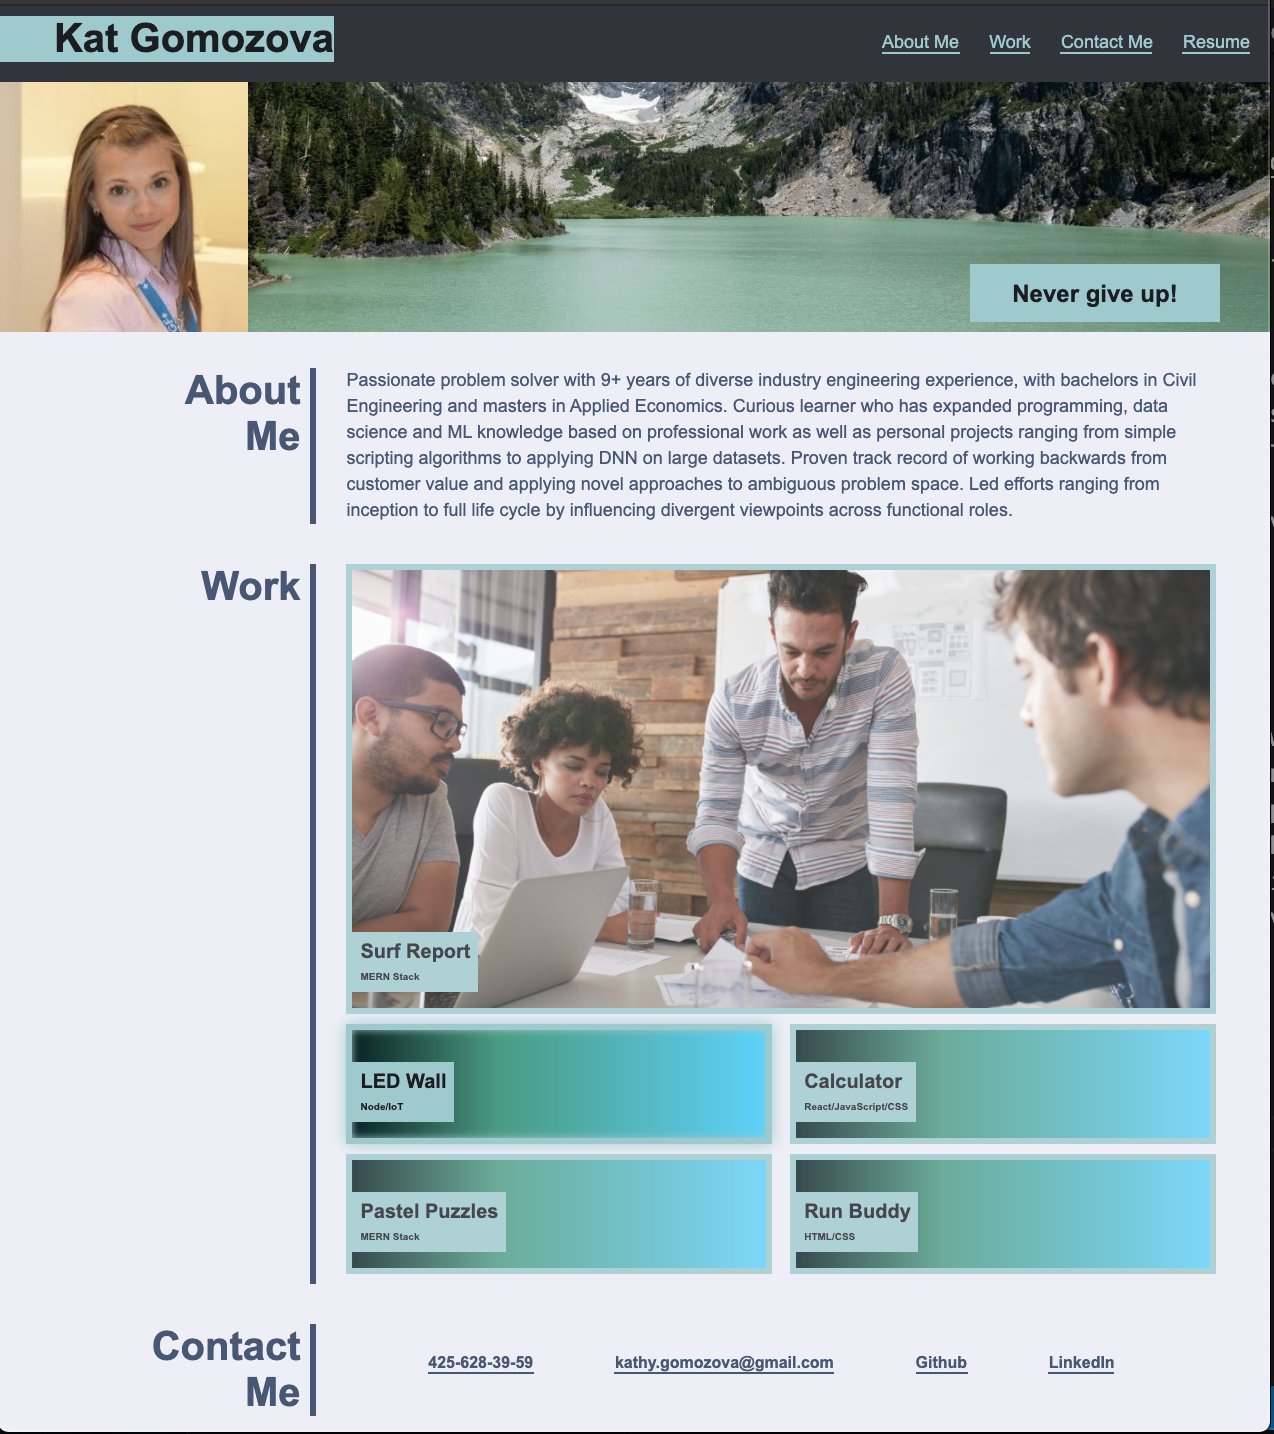 Kat Gomozova
About Me Work Contact Me Resume
Never give up!
About
Me
Passionate problem solver with 9+ years of diverse industry engineering experience, with bachelors in Civil
Engineering and masters in Applied Economics. Curious learner who has expanded programming, data
science and ML knowledge based on professional work as well as personal projects ranging from simple
scripting algorithms to applying DNN on large datasets. Proven track record of working backwards from
customer value and applying novel approaches to ambiguous problem space. Led efforts ranging from
inception to full life cycle by influencing divergent viewpoints across functional roles.
Work
Surf Report
MERN Stack
LED Wall
Node/IoT
Calculator
React/JavaScript/CSS
Pastel Puzzles
MERN Stack
Run Buddy
HTML/CSS
Contact
Me
425-628-39-59 kathy.gomozova@gmail.com Github LinkedIn